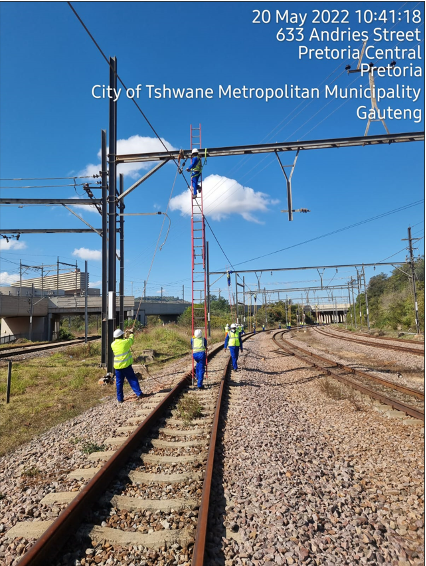 20 May 2022 10:41:18
633 Andries Street
Pretoria Central
Pretoria
City of Tshwane Metropolitan Municipality
Gauteng